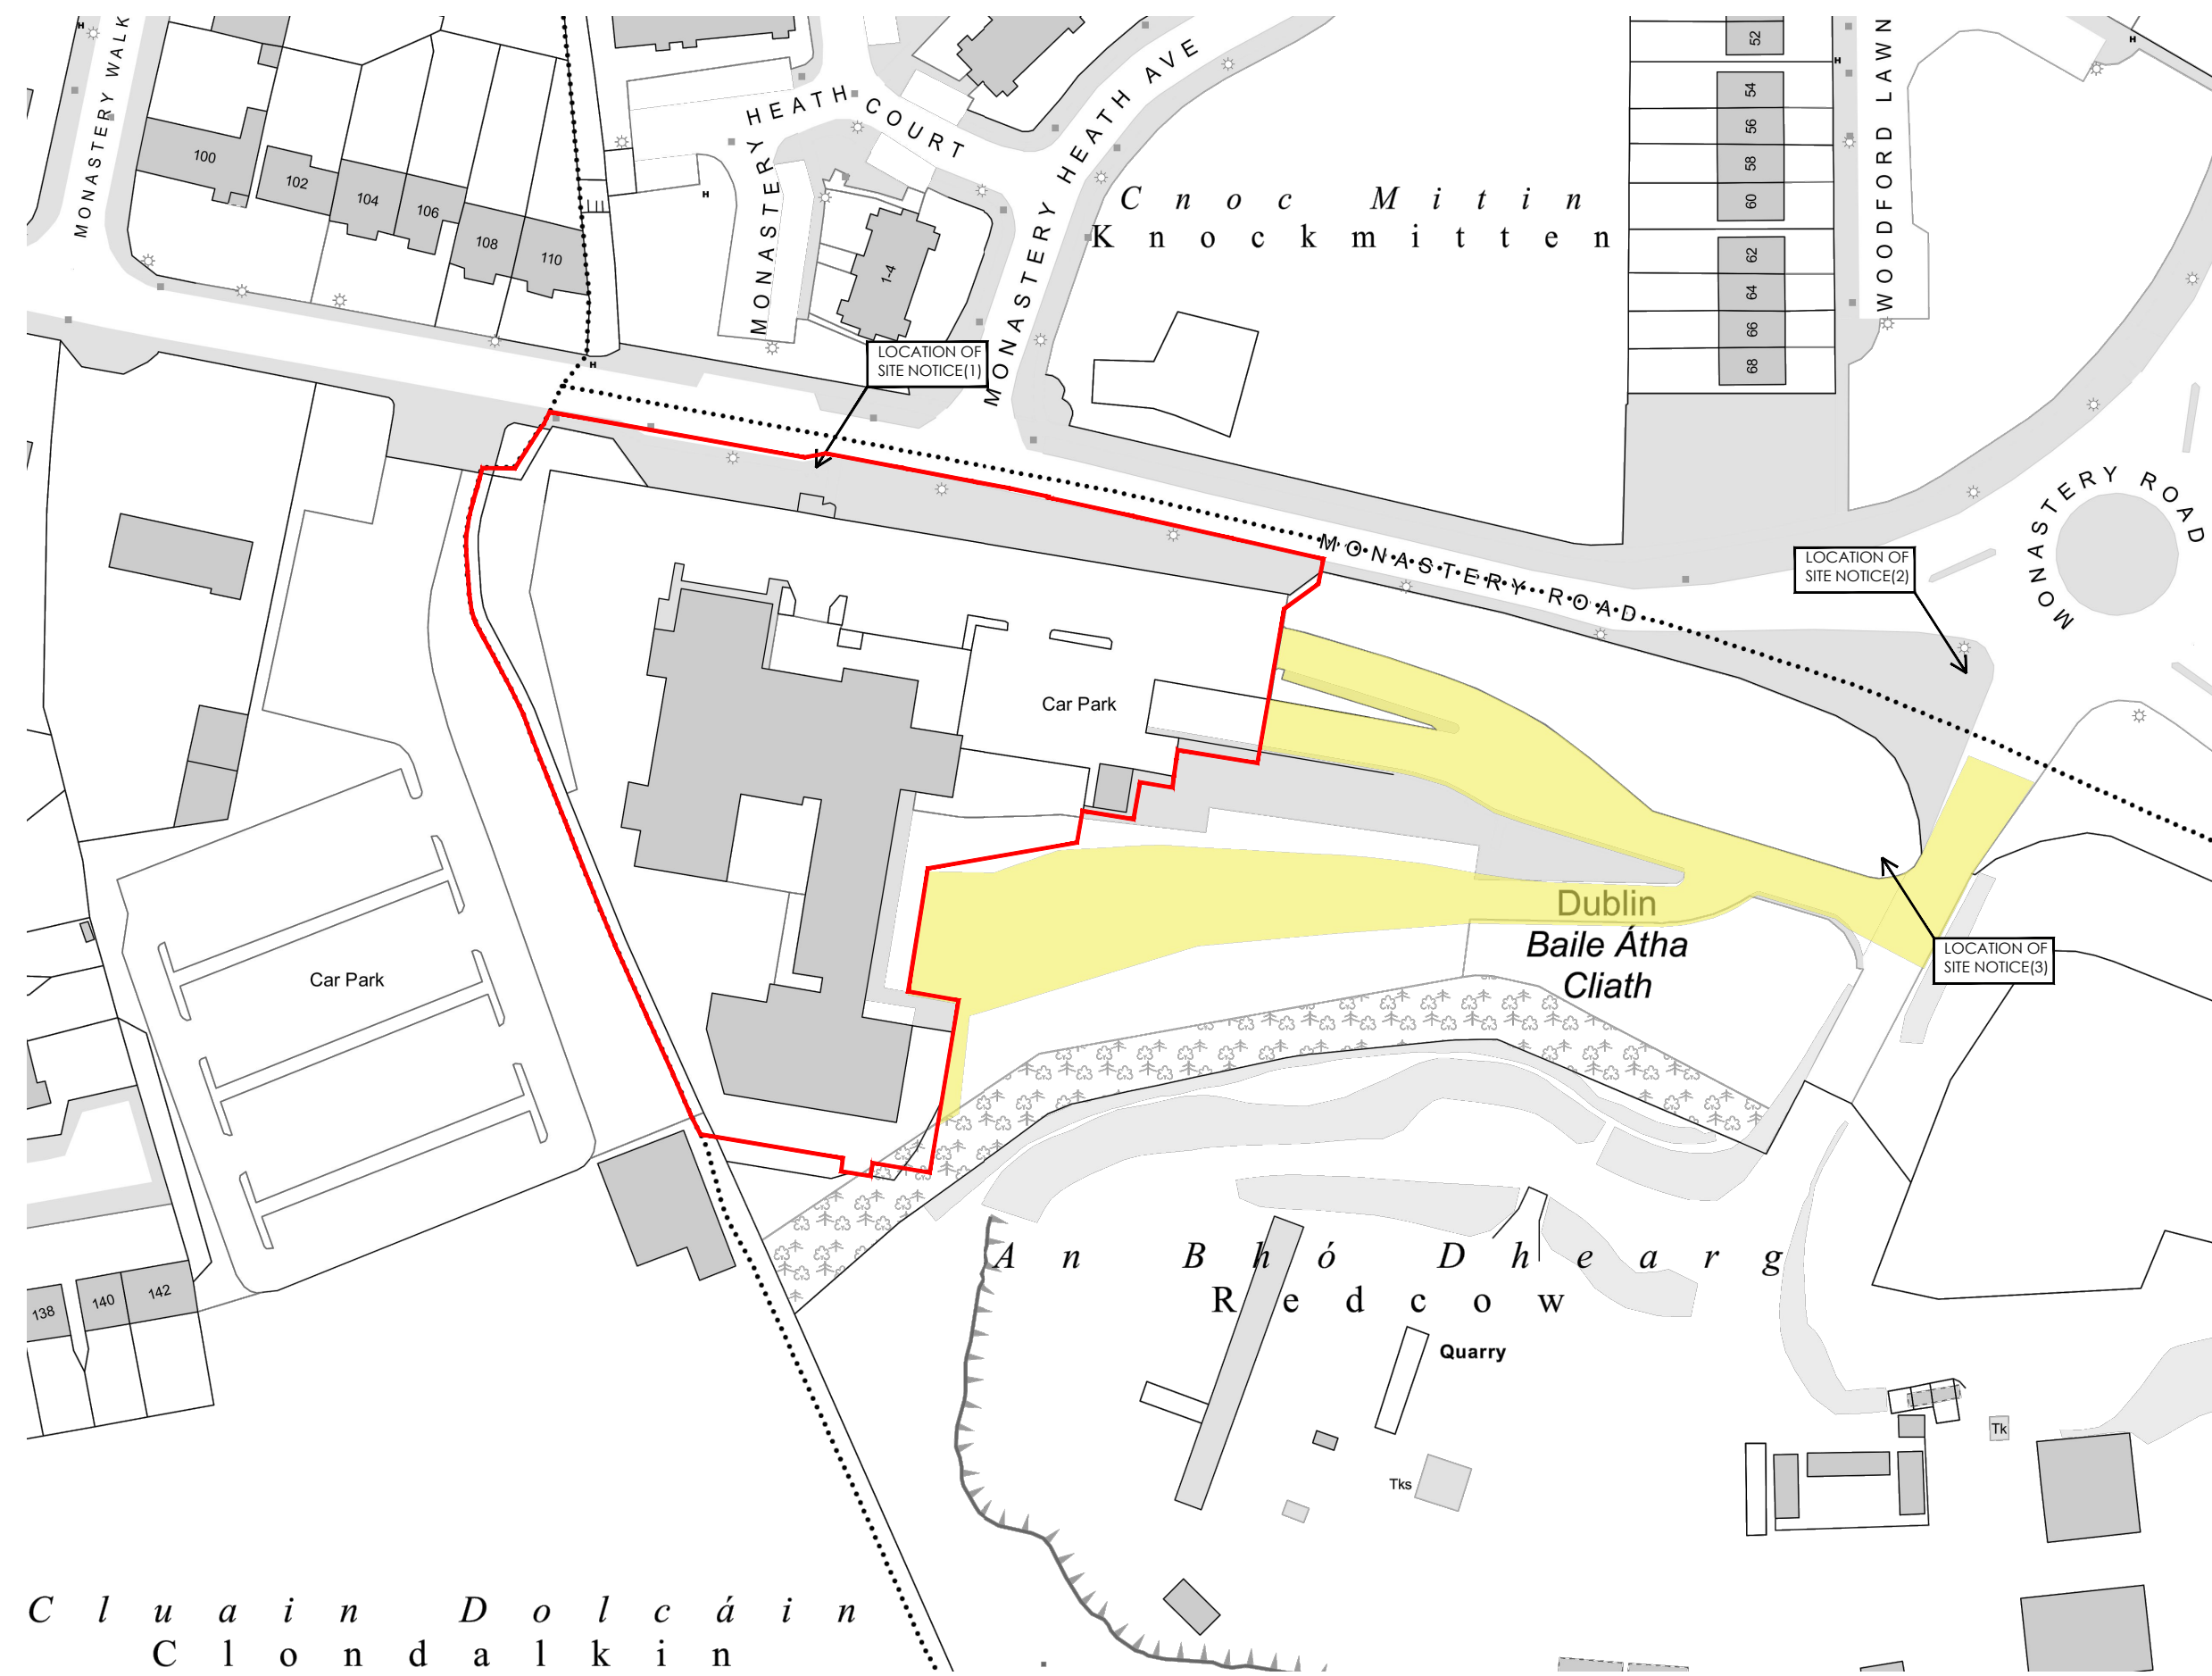 MONASTERY WALK
100
102
104
106
108
110
H
H
H
H
H
MONASTERY
HEATH COURT
1-4
MONASTERY HEATH AVE
Cnoc Mitin
Knockmitten
52
54
56
58
60
62
64
66
68
WOODFORD LAWN
LOCATION OF
SITE NOTICE(1)
MONASTERY ROAD
MONASTERY ROAD
LOCATION OF
SITE NOTICE(2)
Car Park
Car Park
Dublin
Baile Átha
Cliath
LOCATION OF
SITE NOTICE(3)
An Bhó Dhearg
Redcow
Quarry
Tks
Tk
138
140
142
Cluain Dolcáin
Clondalkin